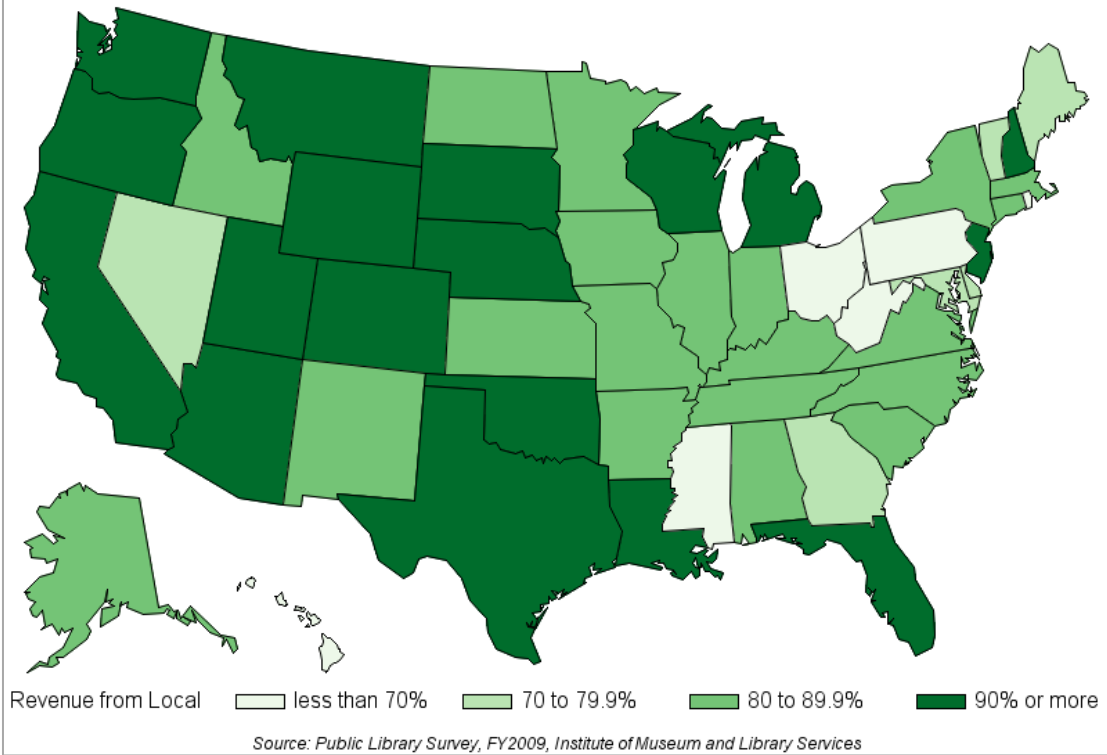 Revenue from Local less than 70% 70 to 79.9% 80 to 89.9% 90% or more
Source: Public Library Survey, FY2009, Institute of Museum and Library Services